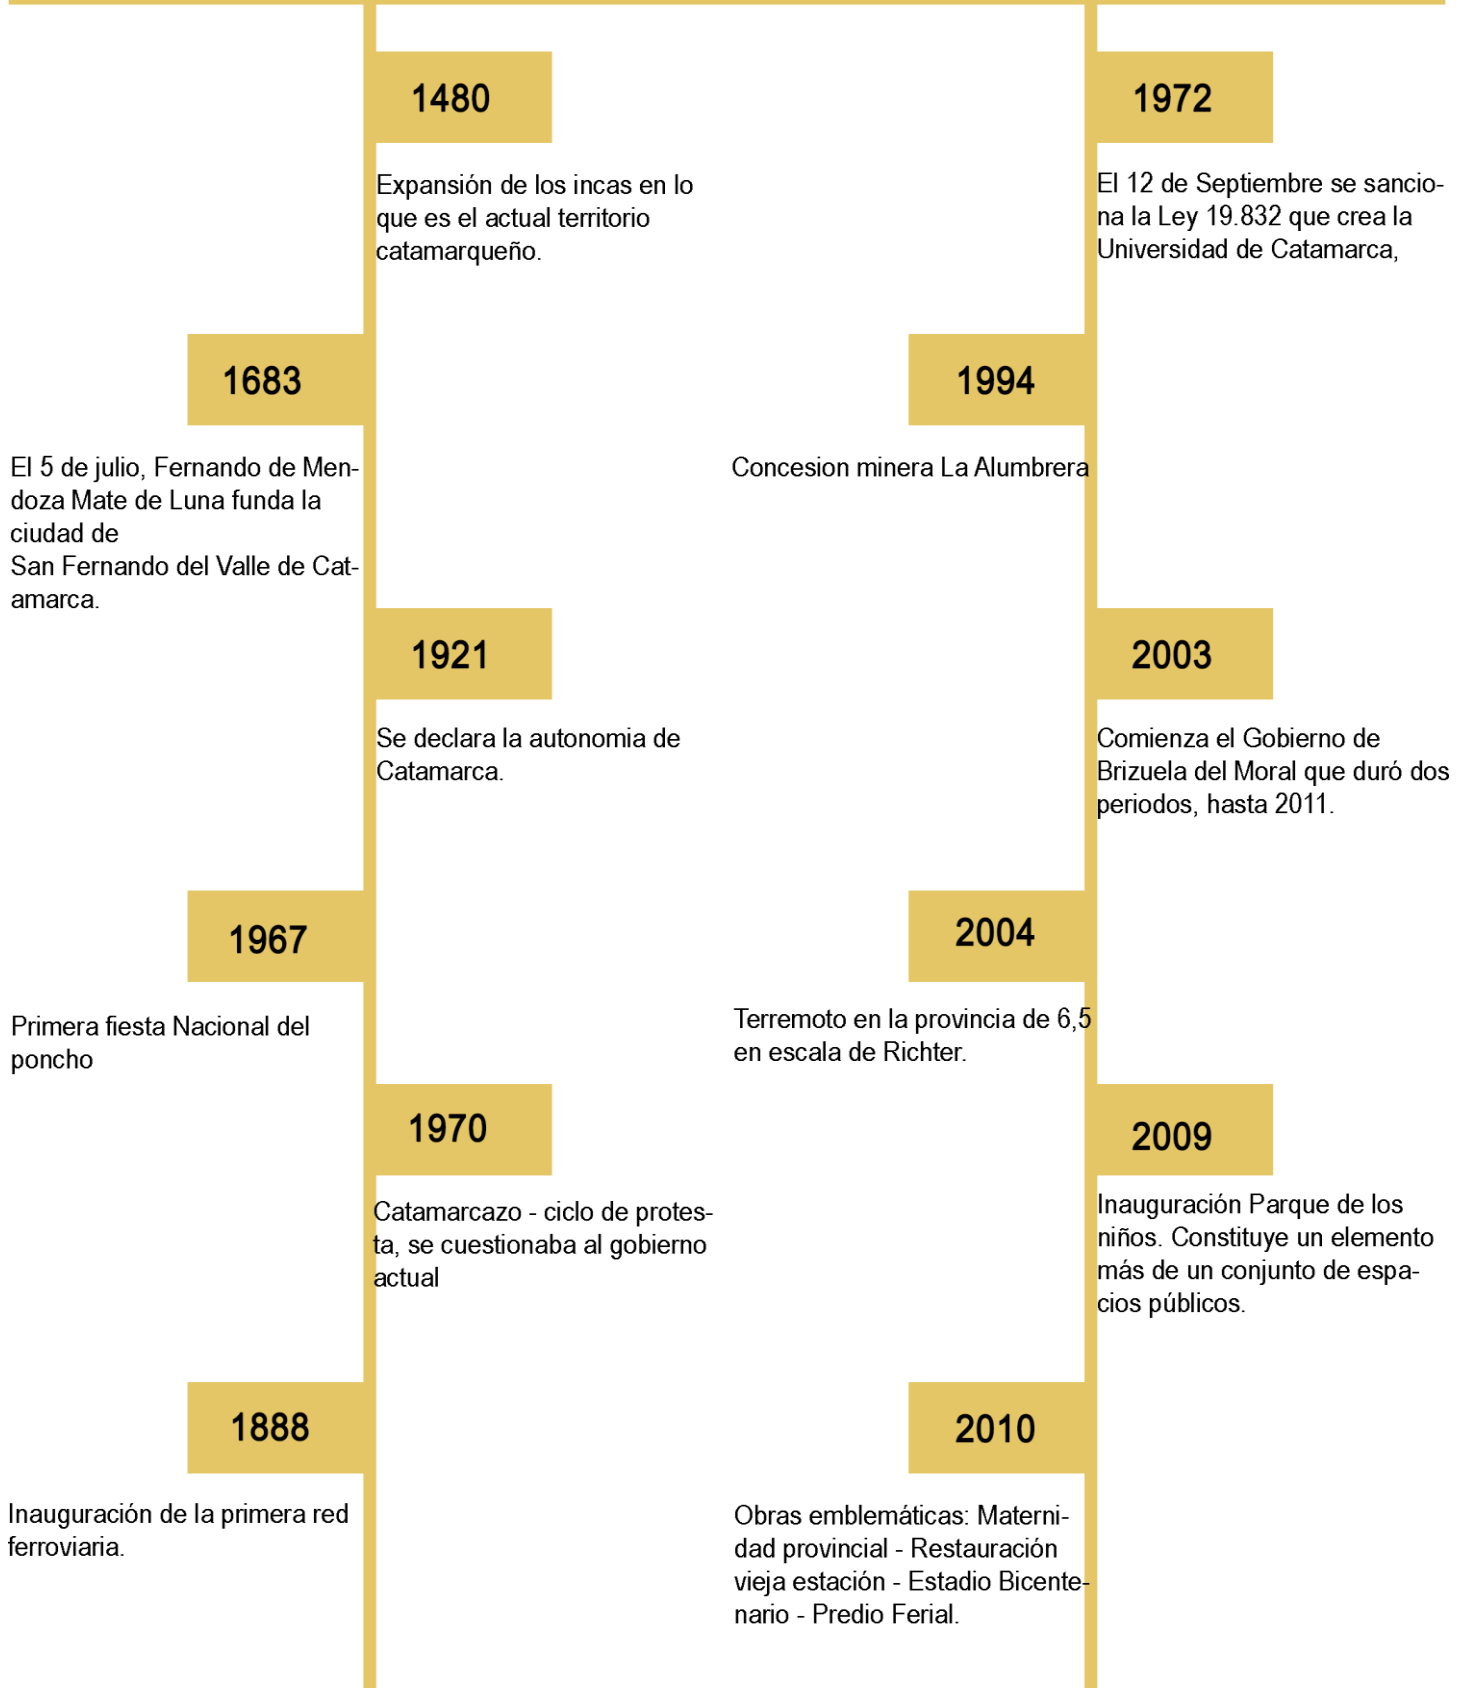 1480
Expansión de los incas en lo
que es el actual territorio
catamarqueño.
1683
El 5 de julio, Fernando de Men-
doza Mate de Luna funda la
ciudad de
San Fernando del Valle de Cat-
amarca.
1921
Se declara la autonomia de
Catamarca.
1967
Primera fiesta Nacional del
poncho
1970
Catamarcazo - ciclo de protes-
ta, se cuestionaba al gobierno
actual
1888
Inauguración de la primera red
ferroviaria.
1972
El 12 de Septiembre se sancio-
na la Ley 19.832 que crea la
Universidad de Catamarca,
1994
Concesion minera La Alumbrera
2003
Comienza el Gobierno de
Brizuela del Moral que duró dos
periodos, hasta 2011.
2004
Terremoto en la provincia de 6,5
en escala de Richter.
2009
Inauguración Parque de los
niños. Constituye un elemento
más de un conjunto de espa-
cios públicos.
2010
Obras emblemáticas: Materni-
dad provincial - Restauración
vieja estación - Estadio Bicente-
nario - Predio Ferial.